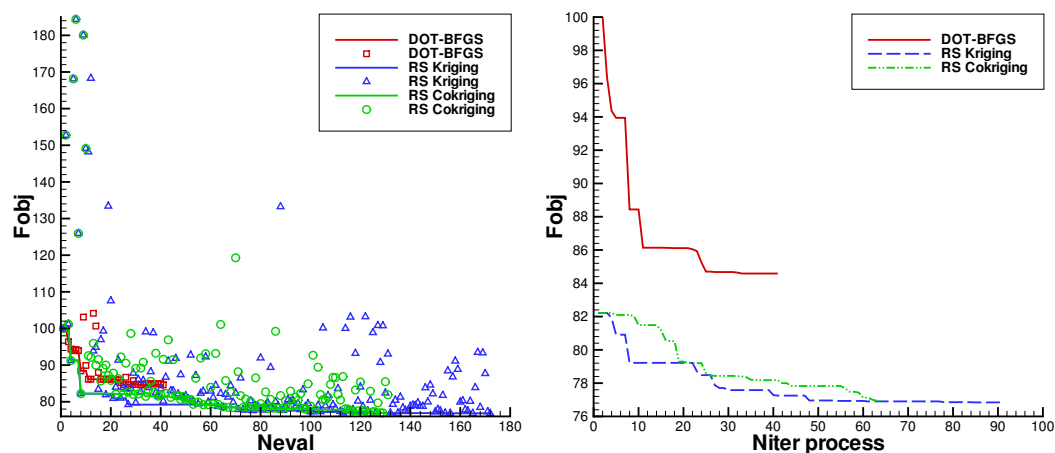 DOT-BFGS
DOT-BFGS
RS Kriging
RS Kriging
RS Cokriging
RS Cokriging
Fobj
180
170
160
150
140
130
120
110
100
90
80
0 20 40 60 80 100 120 140 160 180
Neval
DOT-BFGS
RS Kriging
RS Cokriging
Fobj
100
98
96
94
92
90
88
86
84
82
80
78
76
0 10 20 30 40 50 60 70 80 90 100
Niter process